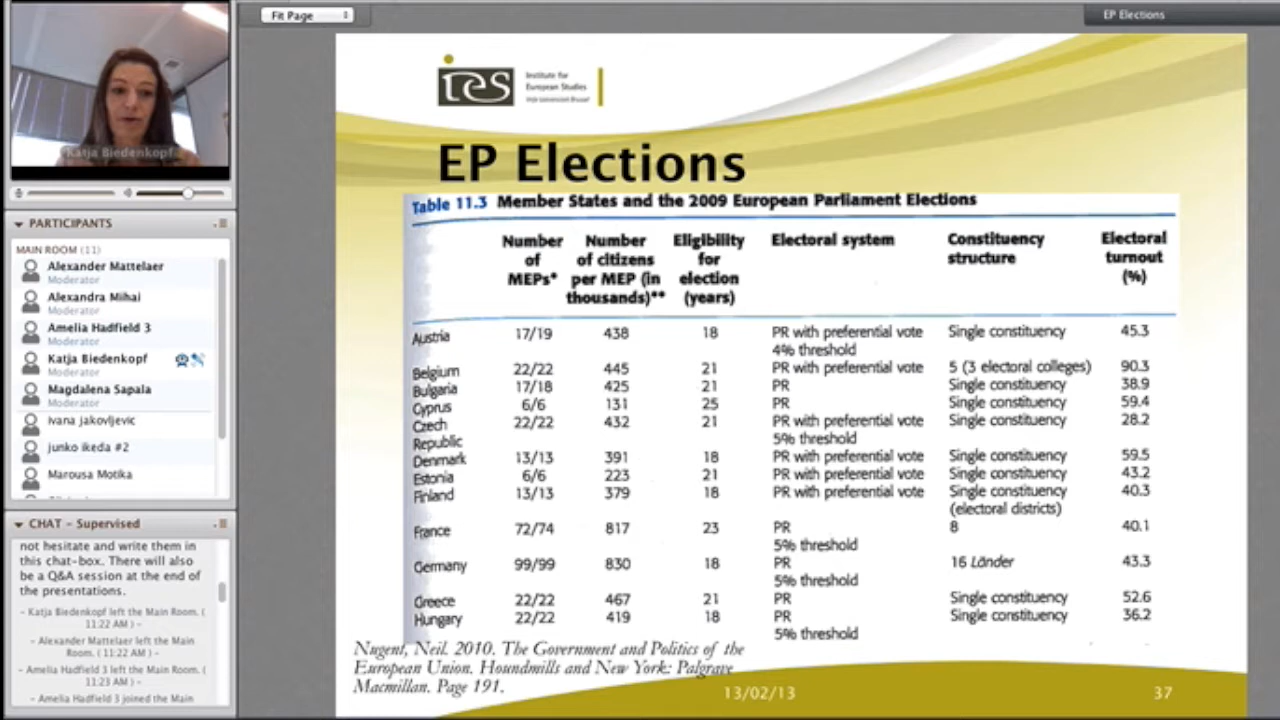 Fit Page
EP Elections
Katja Biedenkopf
PARTICIPANTS
MAIN ROOM (11)
Alexander Mattelaer
Moderator
Alexandra Mihai
Moderator
Amelia Hadfield 3
Moderator
Katja Biedenkopf
Moderator
Magdalena Sapala
Moderator
ivana jakovljevic
junko ikeda #2
Marousa Motika
CHAT – Supervised
not hesitate and write them in
this chat-box. There will also
be a Q&A session at the end of
the presentations.
– Katja Biedenkopf left the Main Room. (
11:22 AM ) –
– Alexander Mattelaer left the Main
Room. ( 11:22 AM ) –
– Amelia Hadfield 3 left the Main Room. (
11:23 AM ) –
– Amelia Hadfield 3 joined the Main
ies
Institute for
European Studies
Vrije Universiteit Brussel
EP Elections
Table 11.3 Member States and the 2009 European Parliament Elections
Number of MEPs* Number of citizens per MEP (in thousands)** Eligibility for election (years) Electoral system Constituency structure Electoral turnout (%)
Austria 17/19 438 18 PR with preferential vote Single constituency 45.3
4% threshold
Belgium 22/22 445 21 PR with preferential vote 5 (3 electoral colleges) 90.3
Bulgaria 17/18 425 21 PR Single constituency 38.9
Cyprus 6/6 131 25 PR Single constituency 59.4
Czech 22/22 432 21 PR with preferential vote Single constituency 28.2
Republic 5% threshold
Denmark 13/13 391 18 PR with preferential vote Single constituency 59.5
Estonia 6/6 223 21 PR with preferential vote Single constituency 43.2
Finland 13/13 379 18 PR with preferential vote Single constituency 40.3
(electoral districts)
France 72/74 817 23 PR 8 40.1
5% threshold
Germany 99/99 830 18 PR 16 Länder 43.3
5% threshold
Greece 22/22 467 21 PR Single constituency 52.6
Hungary 22/22 419 18 PR Single constituency 36.2
5% threshold
Nugent, Neil. 2010. The Government and Politics of the
European Union. Houndmills and New York: Palgrave
Macmillan. Page 191.
13/02/13
37